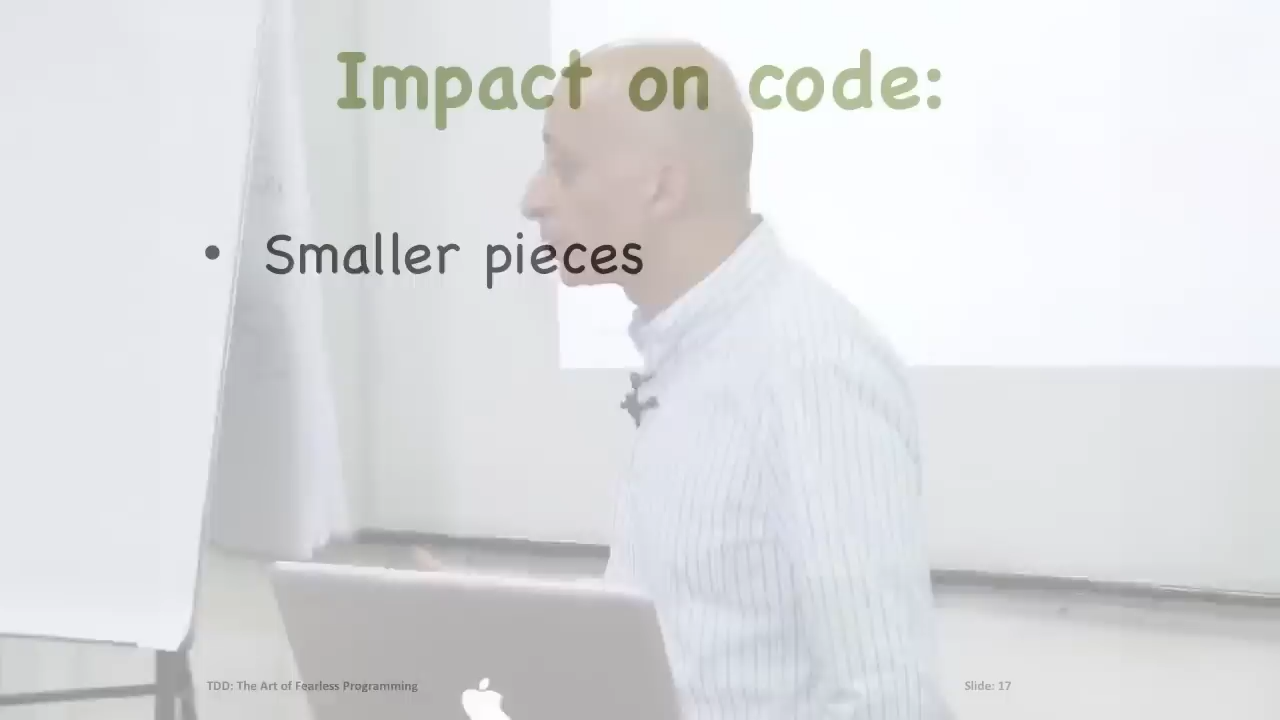 Impact on code:
• Smaller pieces
TDD: The Art of Fearless Programming
Slide: 17